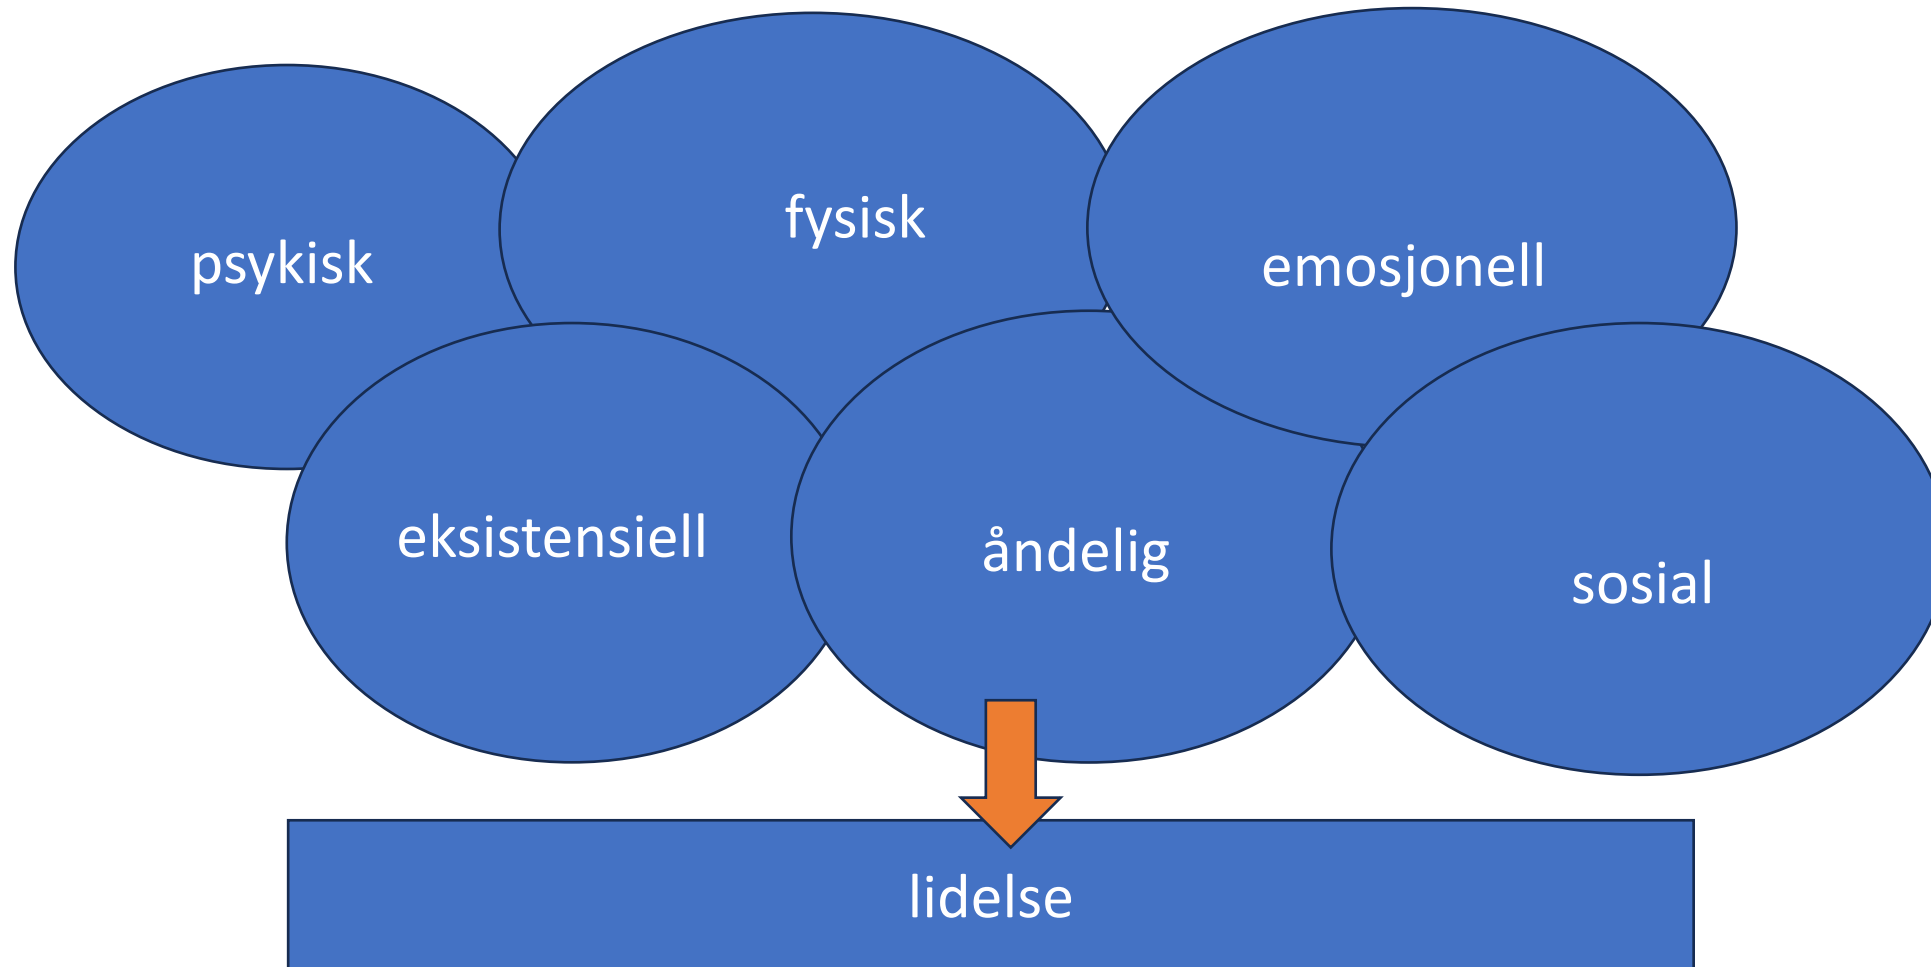 psykisk
fysisk
emosjonell
eksistensiell
åndelig
sosial
lidelse